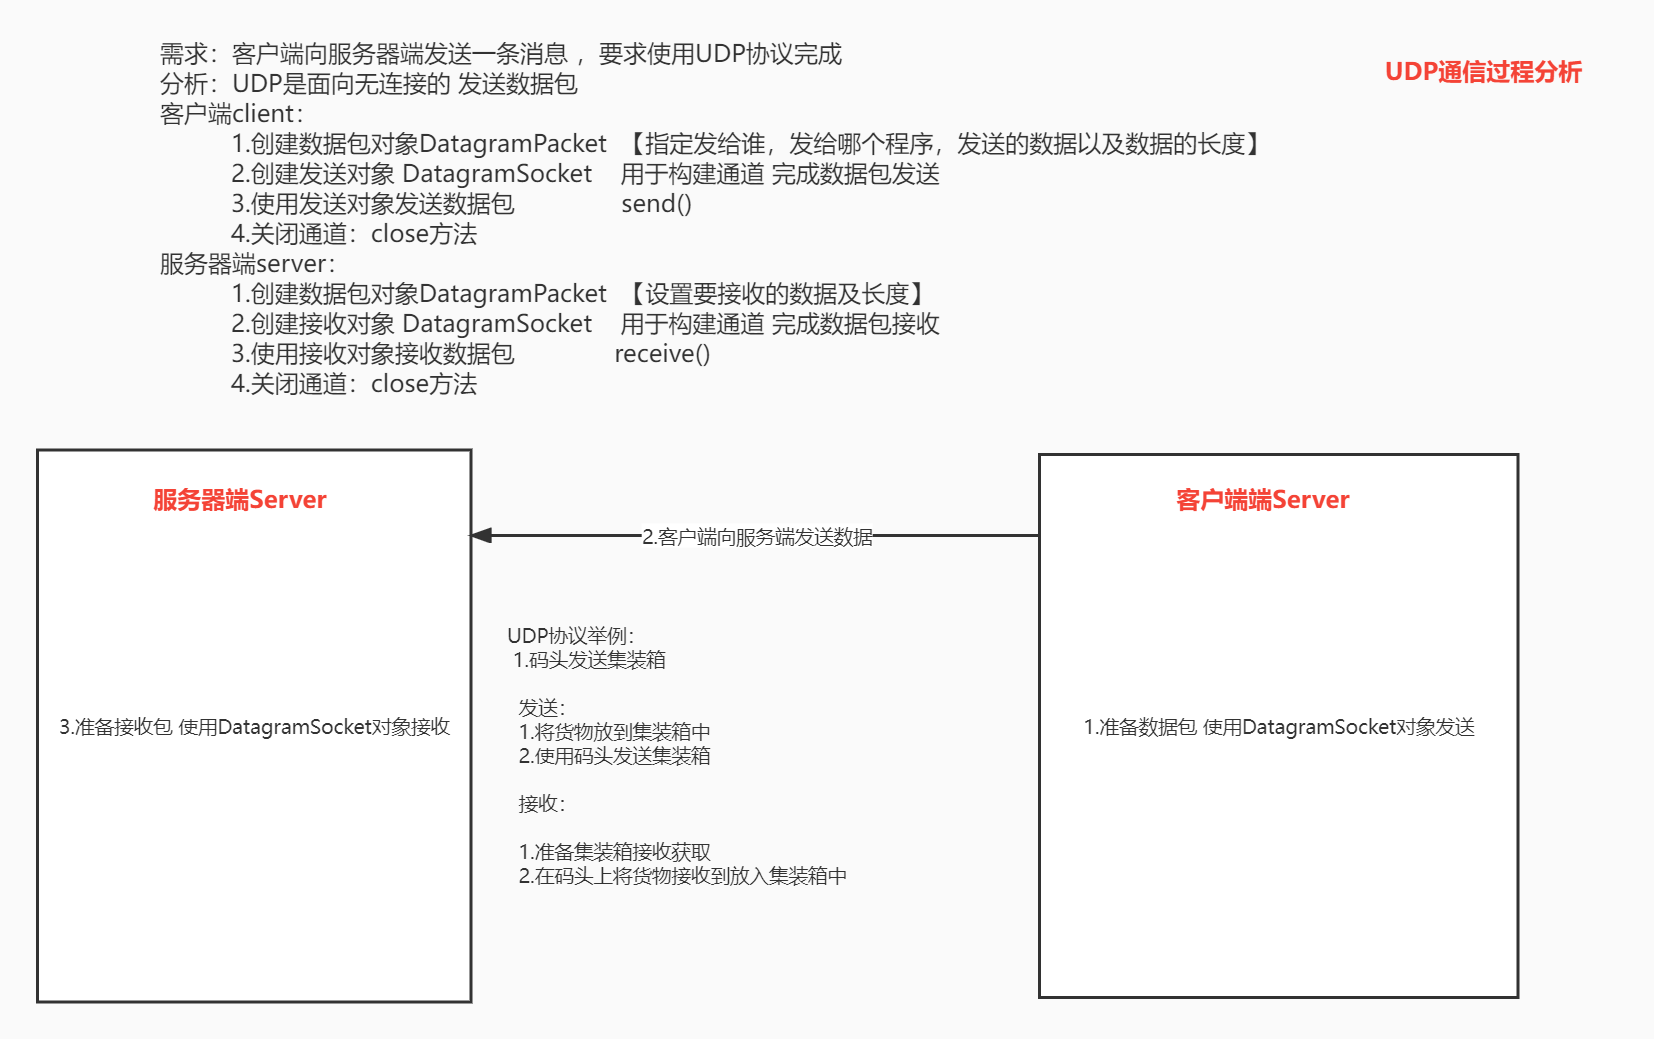 需求：客户端向服务器端发送一条消息 ，要求使用UDP协议完成
UDP通信过程分析
分析：UDP是面向无连接的 发送数据包
客户端client：
1.创建数据包对象DatagramPacket 【指定发给谁，发给哪个程序，发送的数据以及数据的长度】
2.创建发送对象 DatagramSocket 用于构建通道 完成数据包发送
3.使用发送对象发送数据包 send()
4.关闭通道：close方法
服务器端server：
1.创建数据包对象DatagramPacket 【设置要接收的数据及长度】
2.创建接收对象 DatagramSocket 用于构建通道 完成数据包接收
3.使用接收对象接收数据包 receive()
4.关闭通道：close方法
服务器端Server
客户端端Server
2.客户端向服务端发送数据
UDP协议举例：
1.码头发送集装箱
发送：
1.将货物放到集装箱中
2.使用码头发送集装箱
3.准备接收包 使用DatagramSocket对象接收
1.准备数据包 使用DatagramSocket对象发送
接收：
1.准备集装箱接收获取
2.在码头上将货物接收到放入集装箱中